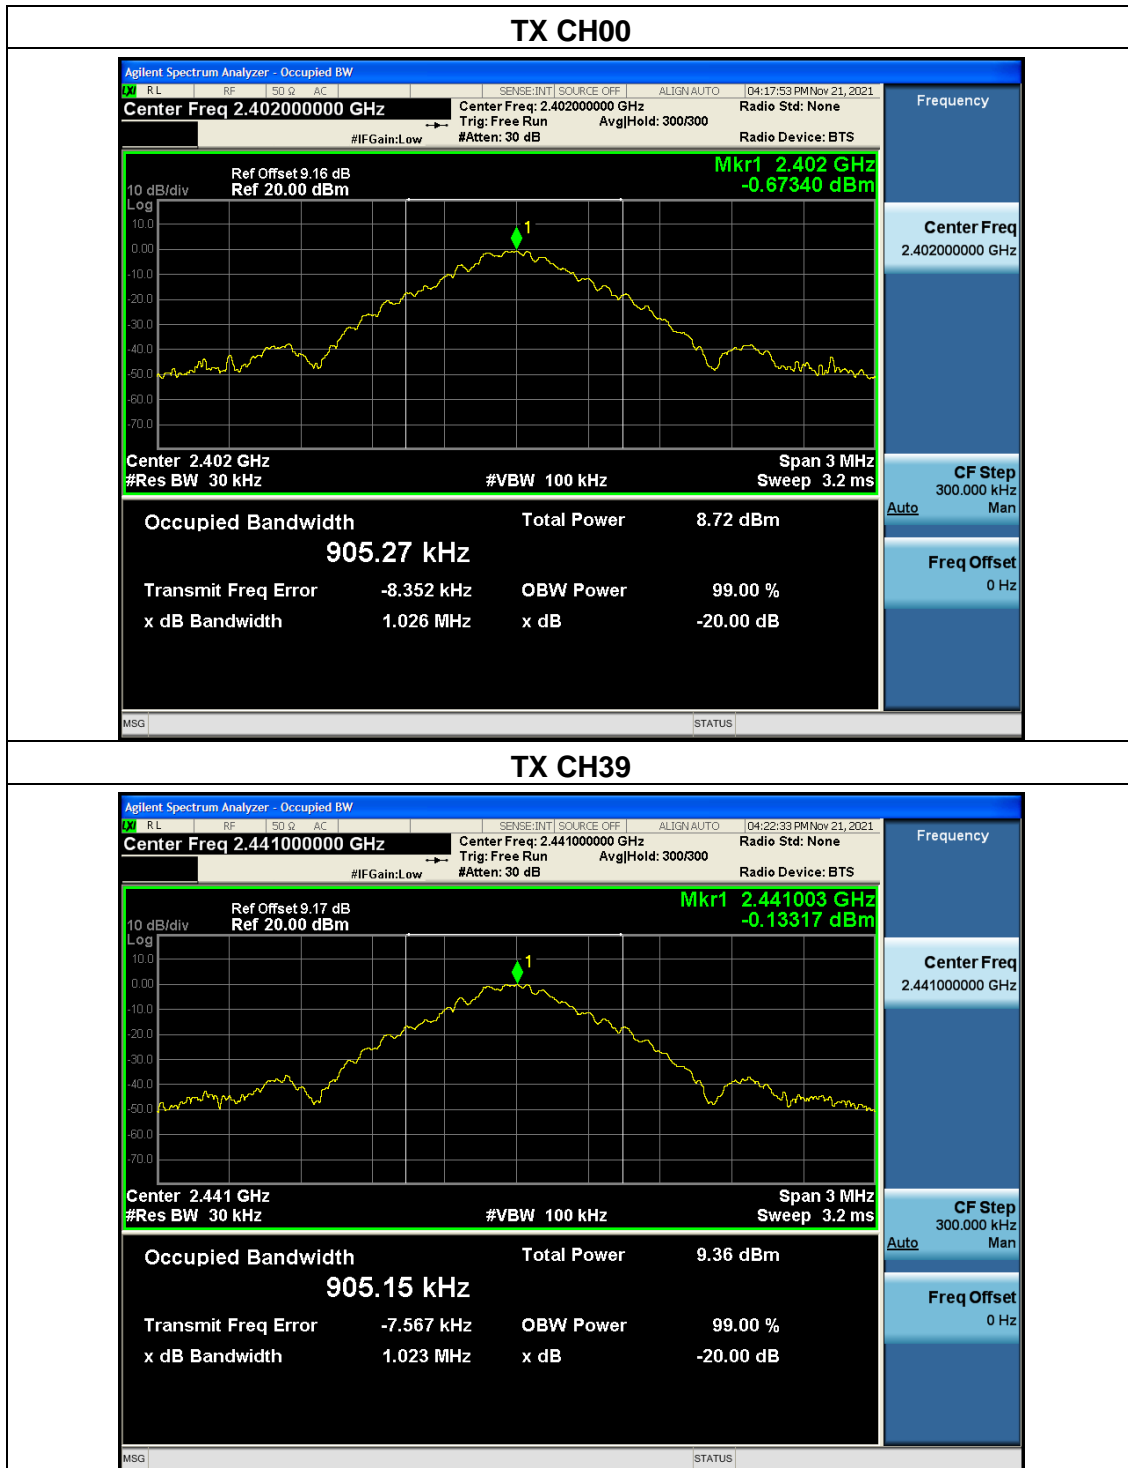 TX CH00
Agilent Spectrum Analyzer - Occupied BW
LXI RL RF 50 Ω AC SENSE:INT SOURCE OFF ALIGN AUTO 04:17:53 PM Nov 21, 2021
Center Freq 2.402000000 GHz
Center Freq: 2.402000000 GHz Radio Std: None
Trig: Free Run Avg|Hold: 300/300
#IFGain:Low #Atten: 30 dB Radio Device: BTS
Frequency
Mkr1 2.402 GHz
-0.67340 dBm
Ref Offset 9.16 dB
10 dB/div Ref 20.00 dBm
Log
10.0
0.00
-10.0
-20.0
-30.0
-40.0
-50.0
-60.0
-70.0
1
Center 2.402 GHz Span 3 MHz
#Res BW 30 kHz #VBW 100 kHz Sweep 3.2 ms
Center Freq
2.402000000 GHz
CF Step
300.000 kHz
Auto Man
Freq Offset
0 Hz
Occupied Bandwidth Total Power 8.72 dBm
905.27 kHz
Transmit Freq Error -8.352 kHz OBW Power 99.00 %
x dB Bandwidth 1.026 MHz x dB -20.00 dB
MSG STATUS
TX CH39
Agilent Spectrum Analyzer - Occupied BW
LXI RL RF 50 Ω AC SENSE:INT SOURCE OFF ALIGN AUTO 04:22:33 PM Nov 21, 2021
Center Freq 2.441000000 GHz
Center Freq: 2.441000000 GHz Radio Std: None
Trig: Free Run Avg|Hold: 300/300
#IFGain:Low #Atten: 30 dB Radio Device: BTS
Frequency
Mkr1 2.441003 GHz
-0.13317 dBm
Ref Offset 9.17 dB
10 dB/div Ref 20.00 dBm
Log
10.0
0.00
-10.0
-20.0
-30.0
-40.0
-50.0
-60.0
-70.0
1
Center 2.441 GHz Span 3 MHz
#Res BW 30 kHz #VBW 100 kHz Sweep 3.2 ms
Center Freq
2.441000000 GHz
CF Step
300.000 kHz
Auto Man
Freq Offset
0 Hz
Occupied Bandwidth Total Power 9.36 dBm
905.15 kHz
Transmit Freq Error -7.567 kHz OBW Power 99.00 %
x dB Bandwidth 1.023 MHz x dB -20.00 dB
MSG STATUS